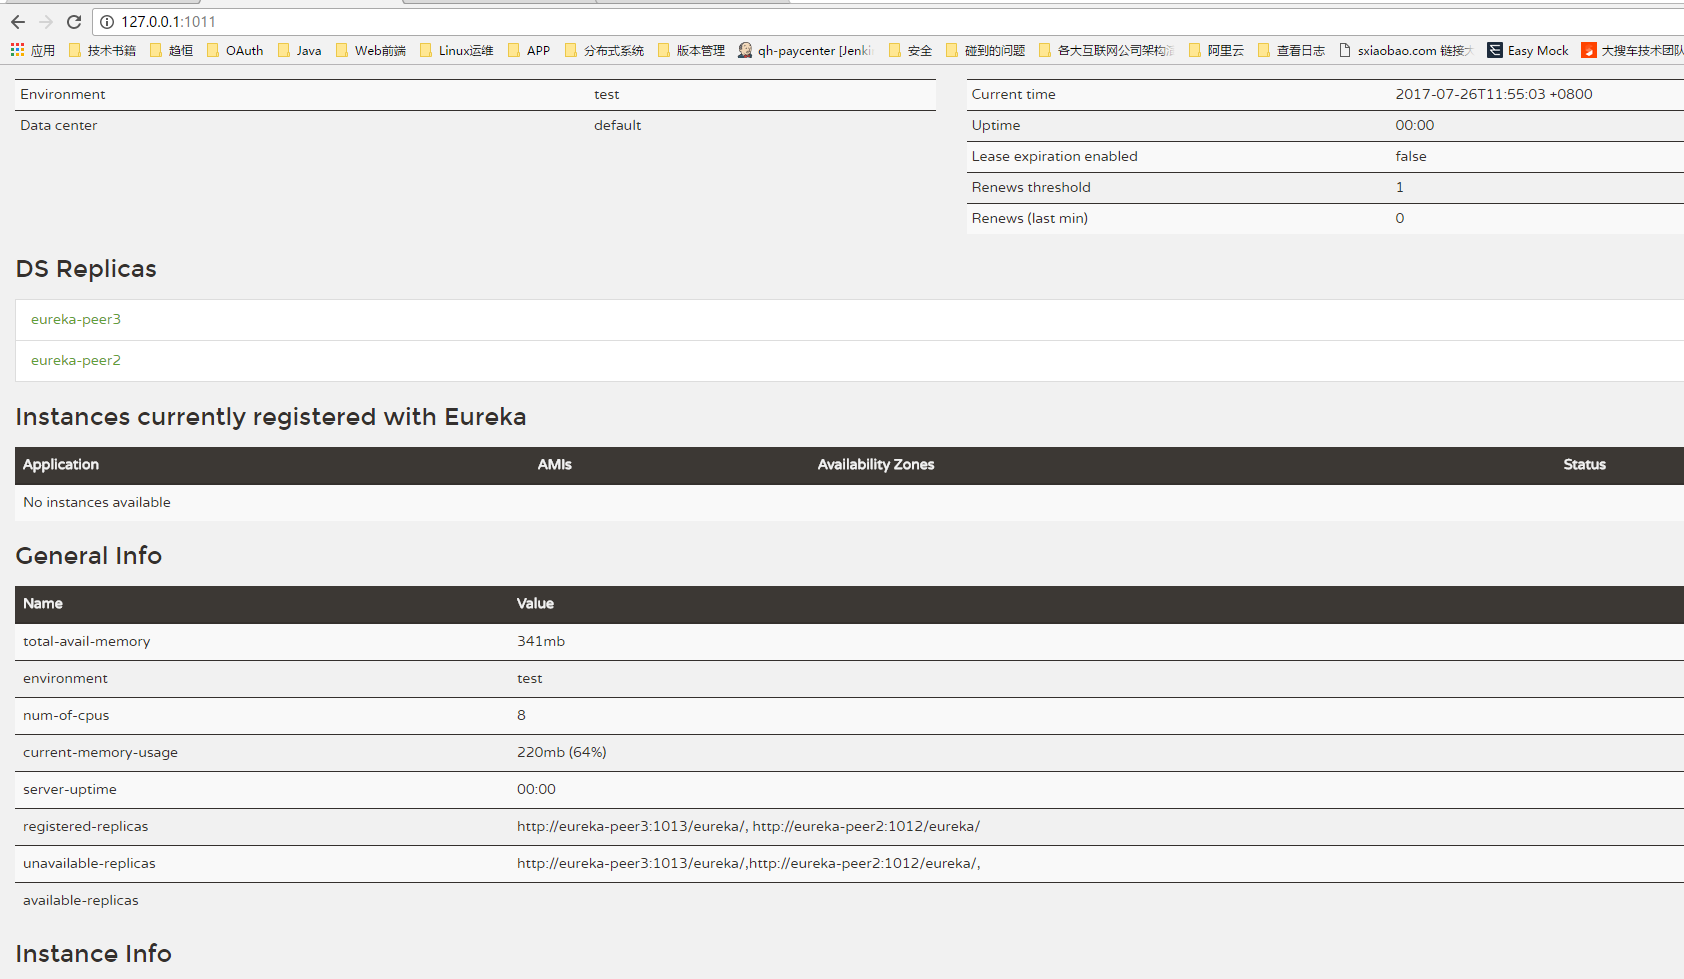 127.0.0.1:1011
应用 技术书籍 趋恒 OAuth Java Web前端 Linux运维 APP 分布式系统 版本管理 qh-paycenter [Jenki 安全 碰到的问题 各大互联网公司架构 阿里云 查看日志 sxiaobao.com 链接大 Easy Mock 大搜车技术团队
Environment test
Data center default
Current time 2017-07-26T11:55:03 +0800
Uptime 00:00
Lease expiration enabled false
Renews threshold 1
Renews (last min) 0
DS Replicas
eureka-peer3
eureka-peer2
Instances currently registered with Eureka
Application AMIs Availability Zones Status
No instances available
General Info
Name Value
total-avail-memory 341mb
environment test
num-of-cpus 8
current-memory-usage 220mb (64%)
server-uptime 00:00
registered-replicas http://eureka-peer3:1013/eureka/, http://eureka-peer2:1012/eureka/
unavailable-replicas http://eureka-peer3:1013/eureka/,http://eureka-peer2:1012/eureka/,
available-replicas
Instance Info